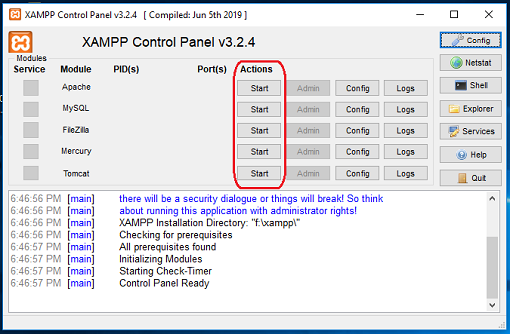 XAMPP Control Panel v3.2.4 [ Compiled: Jun 5th 2019 ]
XAMPP Control Panel v3.2.4
Config
Modules
Service Module PID(s) Port(s) Actions
Netstat
Apache Start Admin Config Logs
Shell
MySQL Start Admin Config Logs
Explorer
FileZilla Start Admin Config Logs
Services
Mercury Start Admin Config Logs
Help
Tomcat Start Admin Config Logs
Quit
6:46:56 PM [main] there will be a security dialogue or things will break! So think
6:46:56 PM [main] about running this application with administrator rights!
6:46:56 PM [main] XAMPP Installation Directory: "f:\xampp\"
6:46:56 PM [main] Checking for prerequisites
6:46:57 PM [main] All prerequisites found
6:46:57 PM [main] Initializing Modules
6:46:57 PM [main] Starting Check-Timer
6:46:57 PM [main] Control Panel Ready